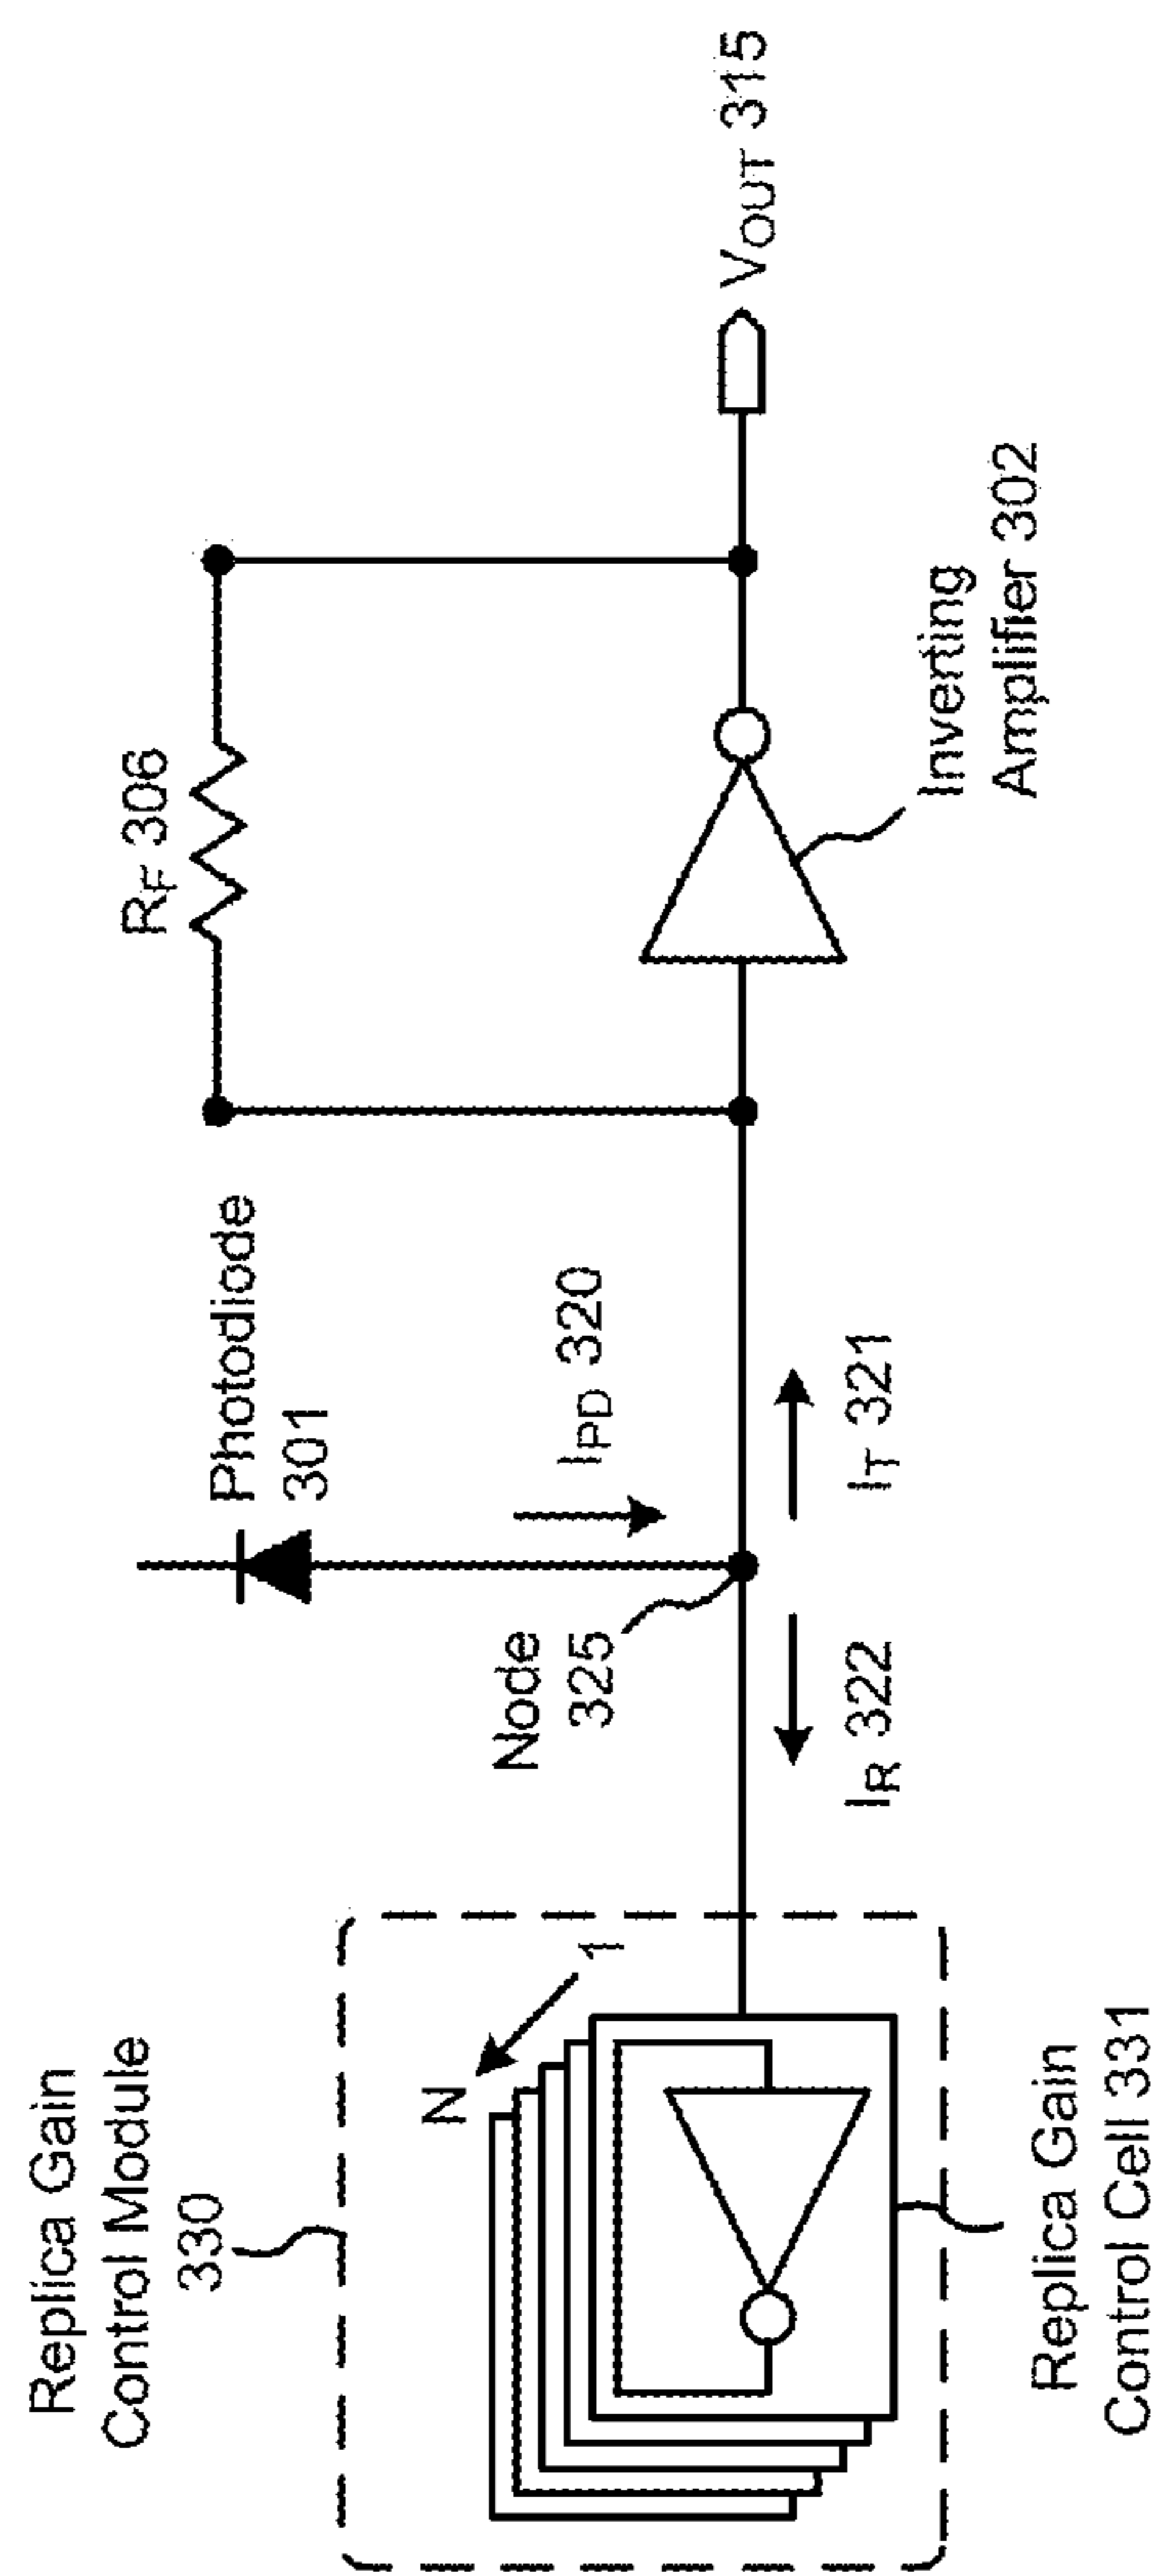 Replica Gain
Control Module
330
N
1
Replica Gain
Control Cell 331
Node
325
Photodiode
301
IPD 320
IR 322
IT 321
RF 306
Inverting
Amplifier 302
VOUT 315